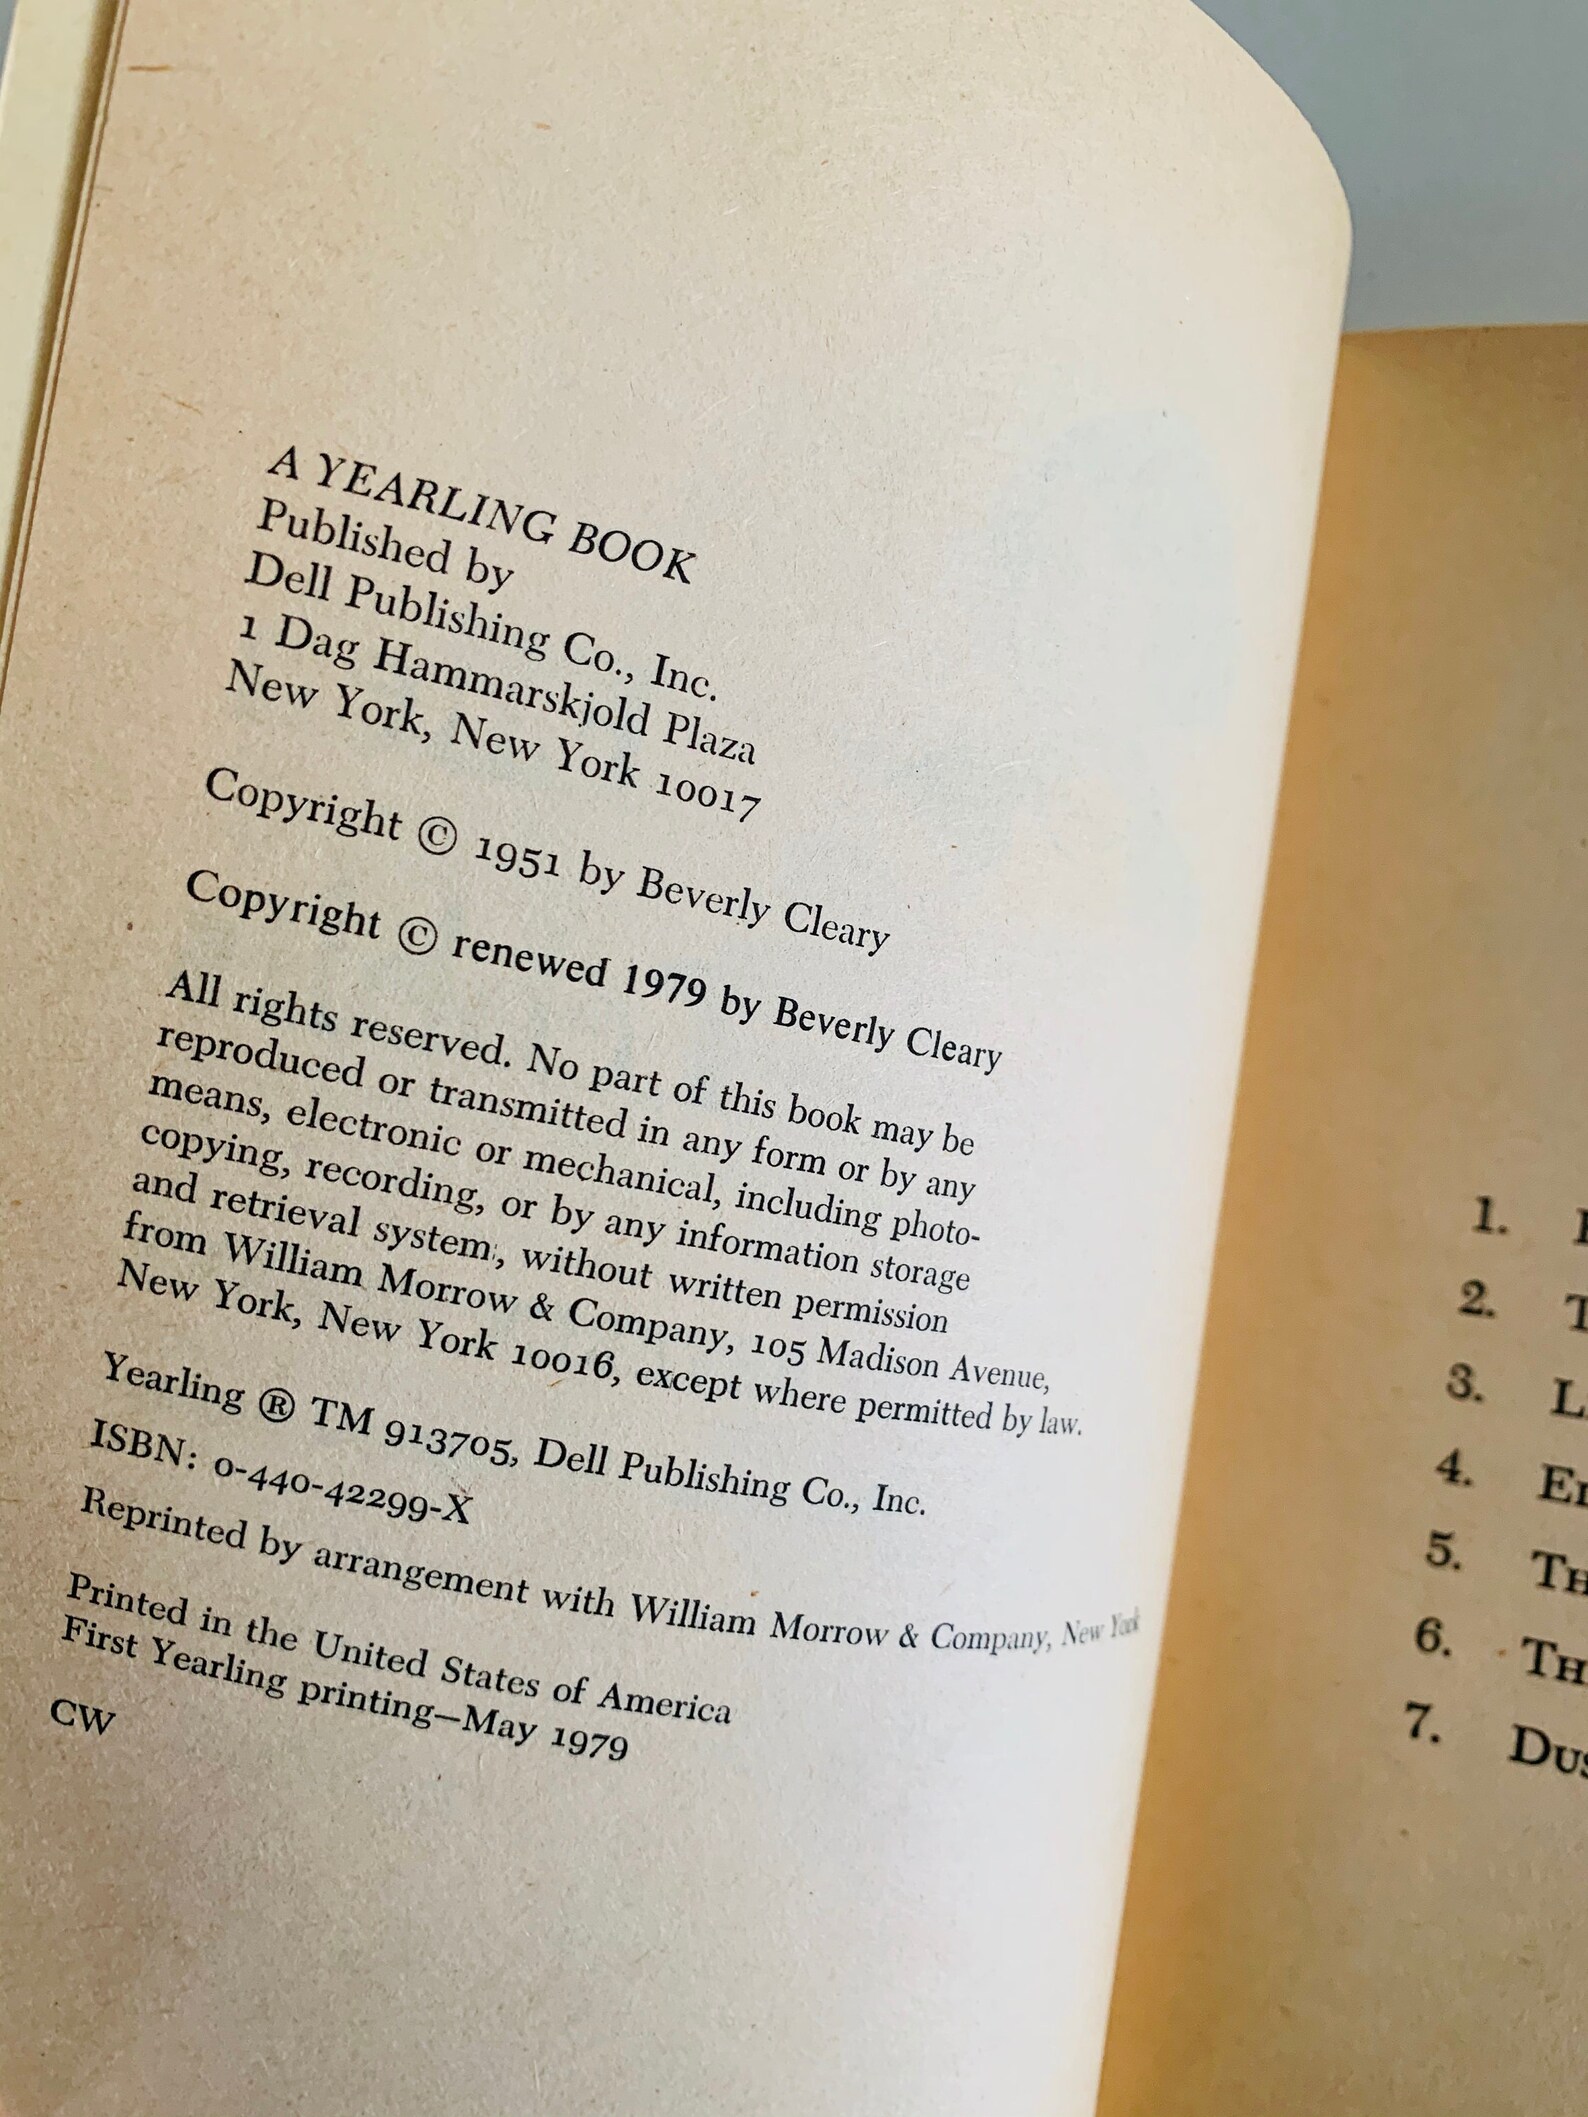 A YEARLING BOOK
Published by
Dell Publishing Co., Inc.
1 Dag Hammarskjold Plaza
New York, New York 10017
Copyright © 1951 by Beverly Cleary
Copyright © renewed 1979 by Beverly Cleary
All rights reserved. No part of this book may be
reproduced or transmitted in any form or by any
means, electronic or mechanical, including photo-
copying, recording, or by any information storage
and retrieval system, without written permission
from William Morrow & Company, 105 Madison Avenue,
New York, New York 10016, except where permitted by law.
Yearling ® TM 913705, Dell Publishing Co., Inc.
ISBN: 0-440-42299-X
Reprinted by arrangement with William Morrow & Company, New York
Printed in the United States of America
First Yearling printing—May 1979
CW
1.
2.
3.
4.
5.
6.
7.